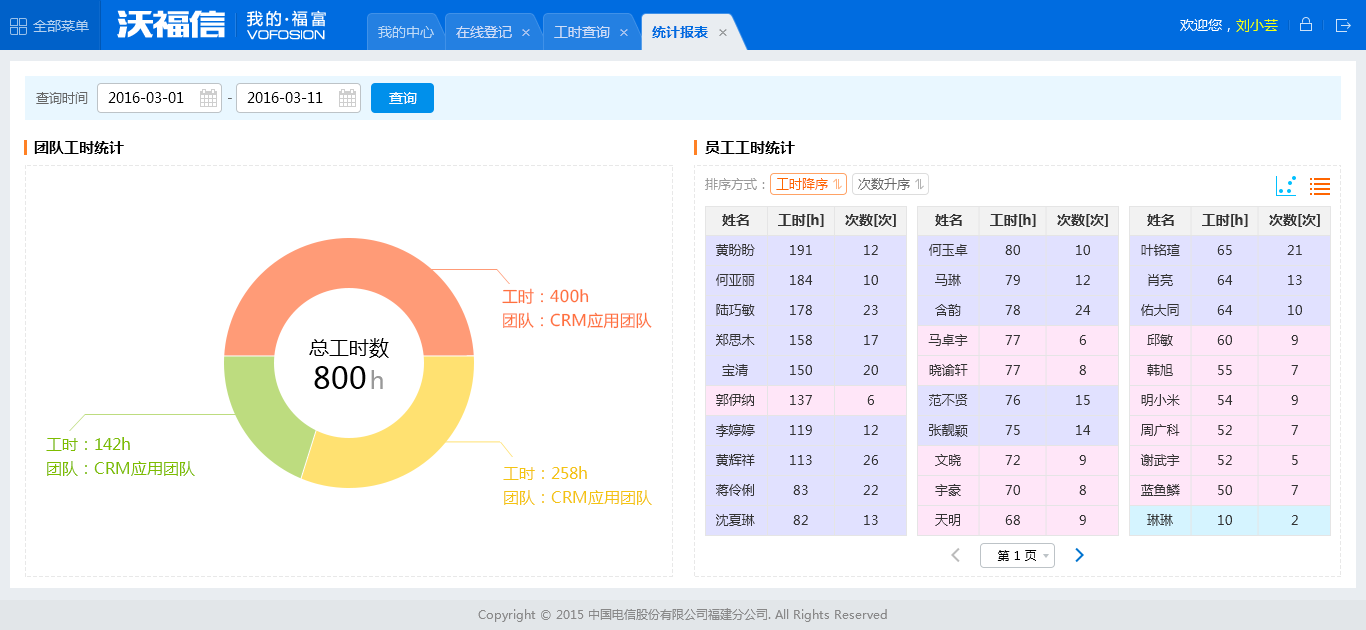 全部菜单 沃福信 我的·福富 VOFOSION 我的中心 在线登记 × 工时查询 × 统计报表 × 欢迎您，刘小芸
查询时间 2016-03-01 - 2016-03-11 查询
团队工时统计
总工时数
800h
工时：400h
团队：CRM应用团队
工时：142h
团队：CRM应用团队
工时：258h
团队：CRM应用团队
员工工时统计
排序方式： 工时降序 次数升序
姓名 工时[h] 次数[次] 姓名 工时[h] 次数[次] 姓名 工时[h] 次数[次]
黄盼盼 191 12 何玉卓 80 10 叶铭瑄 65 21
何亚丽 184 10 马琳 79 12 肖亮 64 13
陆巧敏 178 23 含韵 78 24 佑大同 64 10
郑思木 158 17 马卓宇 77 6 邱敏 60 9
宝清 150 20 晓谕轩 77 8 韩旭 55 7
郭伊纳 137 6 范不贤 76 15 明小米 54 9
李婷婷 119 12 张靓颖 75 14 周广科 52 7
黄辉祥 113 26 文晓 72 9 谢武宇 52 5
蒋伶俐 83 22 宇豪 70 8 蓝鱼鳞 50 7
沈夏琳 82 13 天明 68 9 琳琳 10 2
第 1 页
Copyright © 2015 中国电信股份有限公司福建分公司. All Rights Reserved